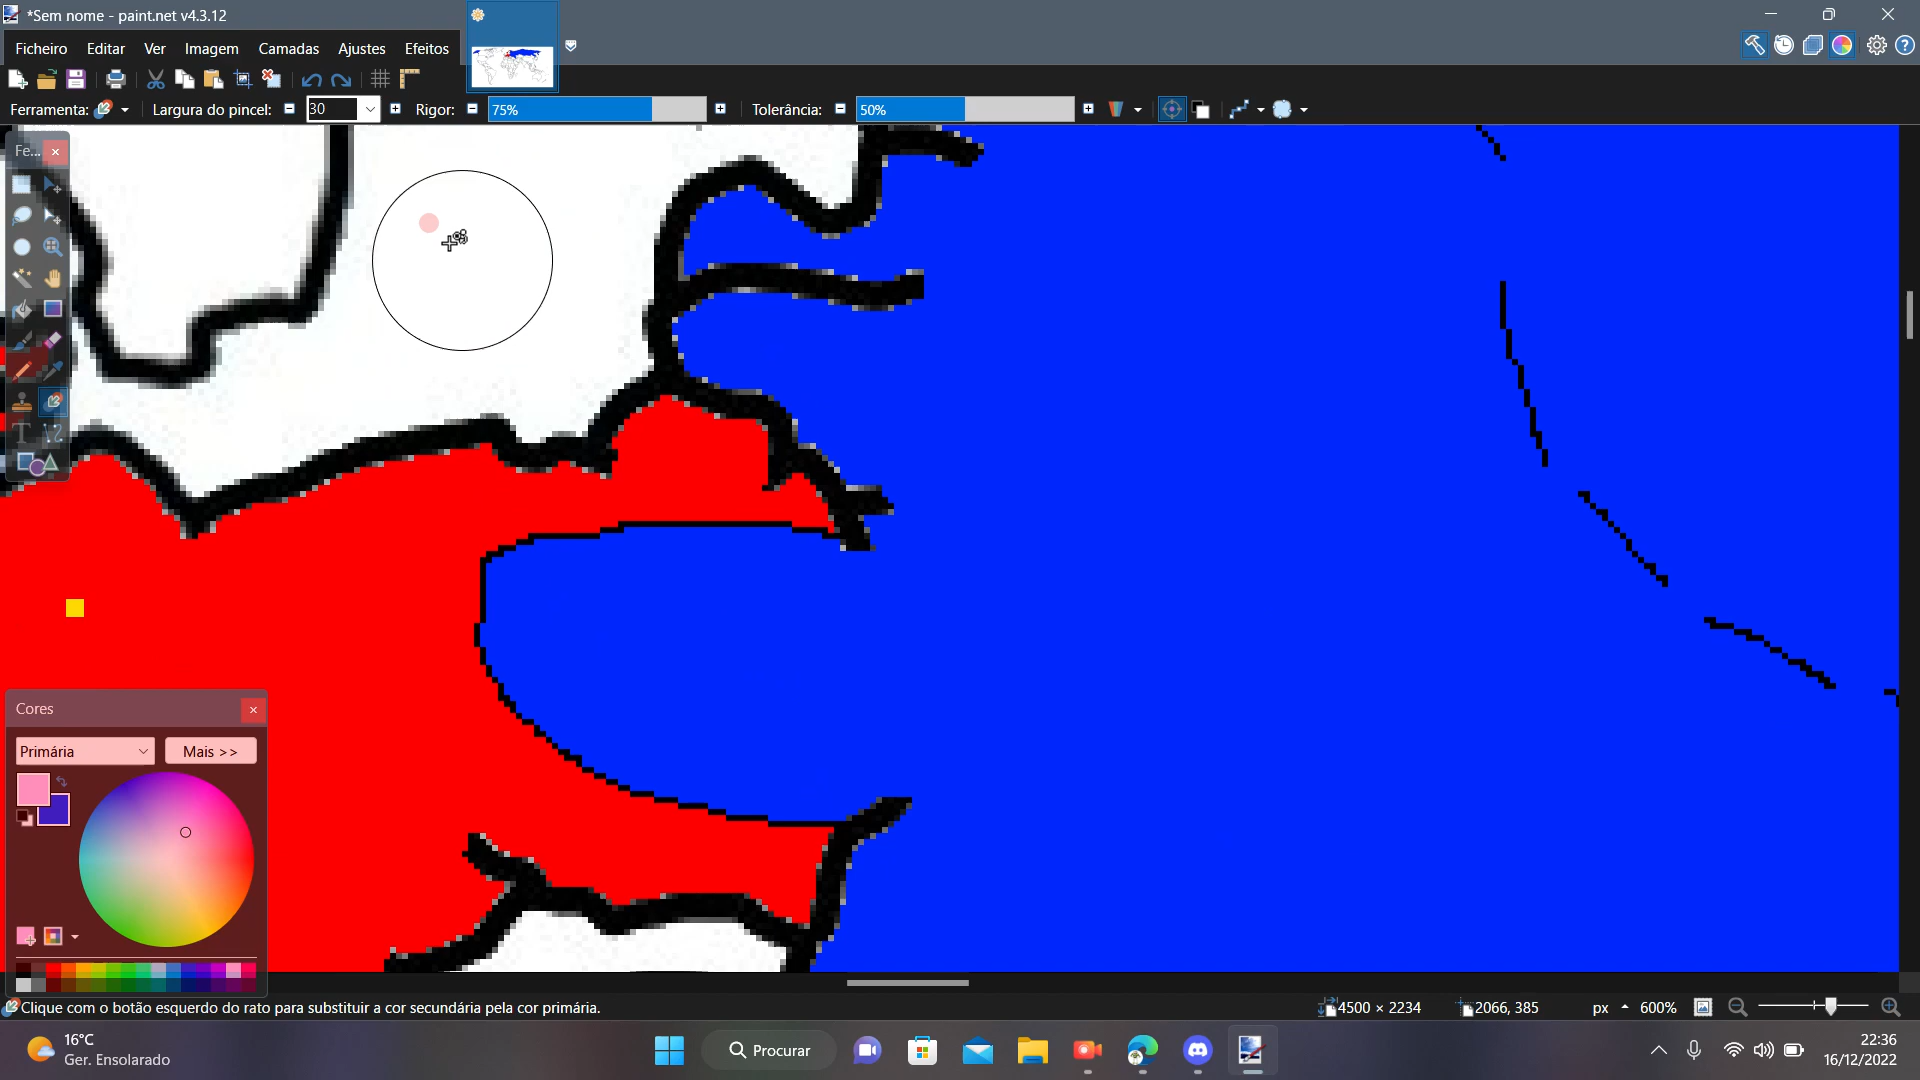 *Sem nome - paint.net v4.3.12
Ficheiro Editar Ver Imagem Camadas Ajustes Efeitos
Ferramenta: Largura do pincel: 30 Rigor: 75% Tolerância: 50%
Fe...
Cores
Primária Mais >>
Clique com o botão esquerdo do rato para substituir a cor secundária pela cor primária. 4500 × 2234 2066, 385 px 600%
16°C
Ger. Ensolarado
Procurar
22:36
16/12/2022